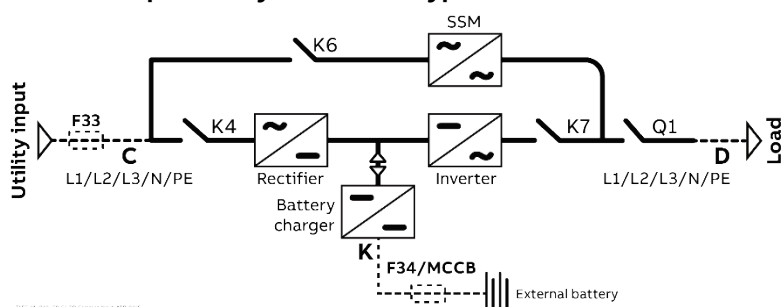 SSM
K6
Utility input
F33
K4
K7
Q1
Load
C
D
L1/L2/L3/N/PE
Rectifier
Inverter
L1/L2/L3/N/PE
Battery
charger
K
F34/MCCB
External battery